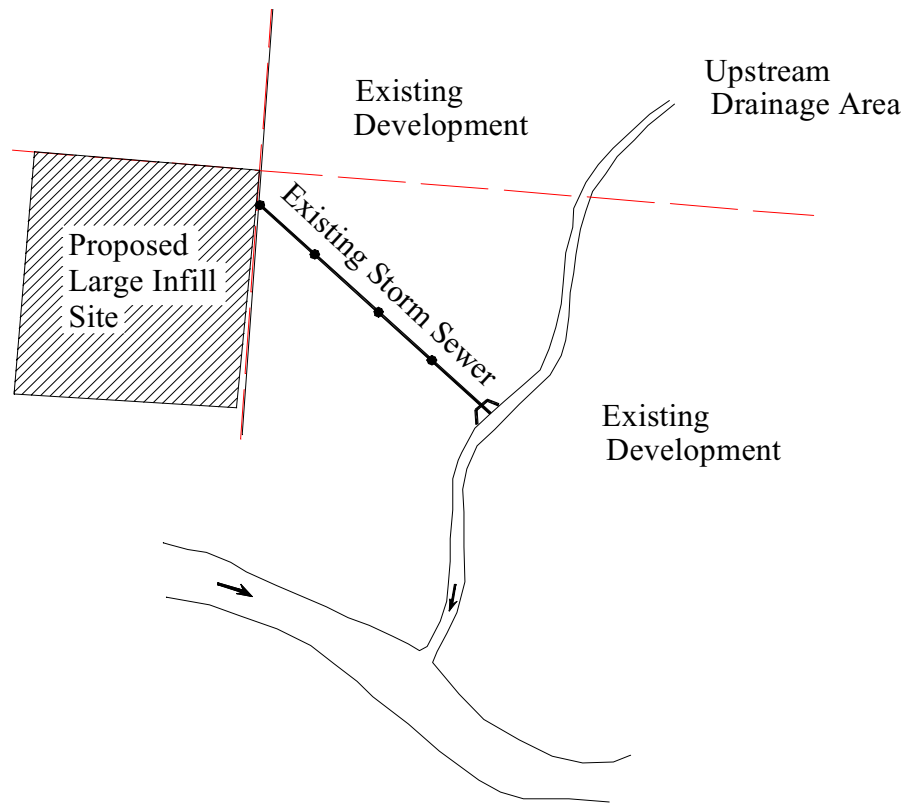 Existing
Development
Upstream
Drainage Area
Existing Storm Sewer
Proposed
Large Infill
Site
Existing
Development